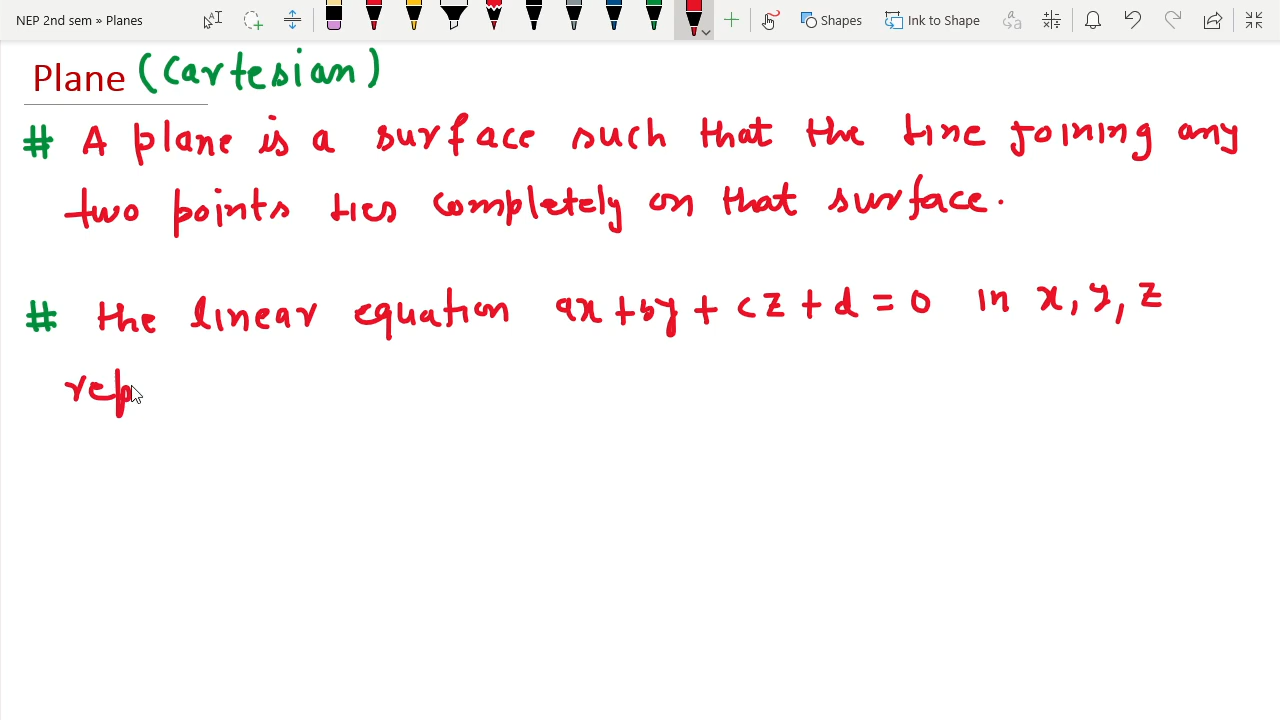 NEP 2nd sem » Planes
Shapes
Ink to Shape
Plane (Cartesian)
# A plane is a surface such that the line joining any
two points lies completely on that surface.
# the linear equation ax + by + cz + d = 0 in x, y, z
rep